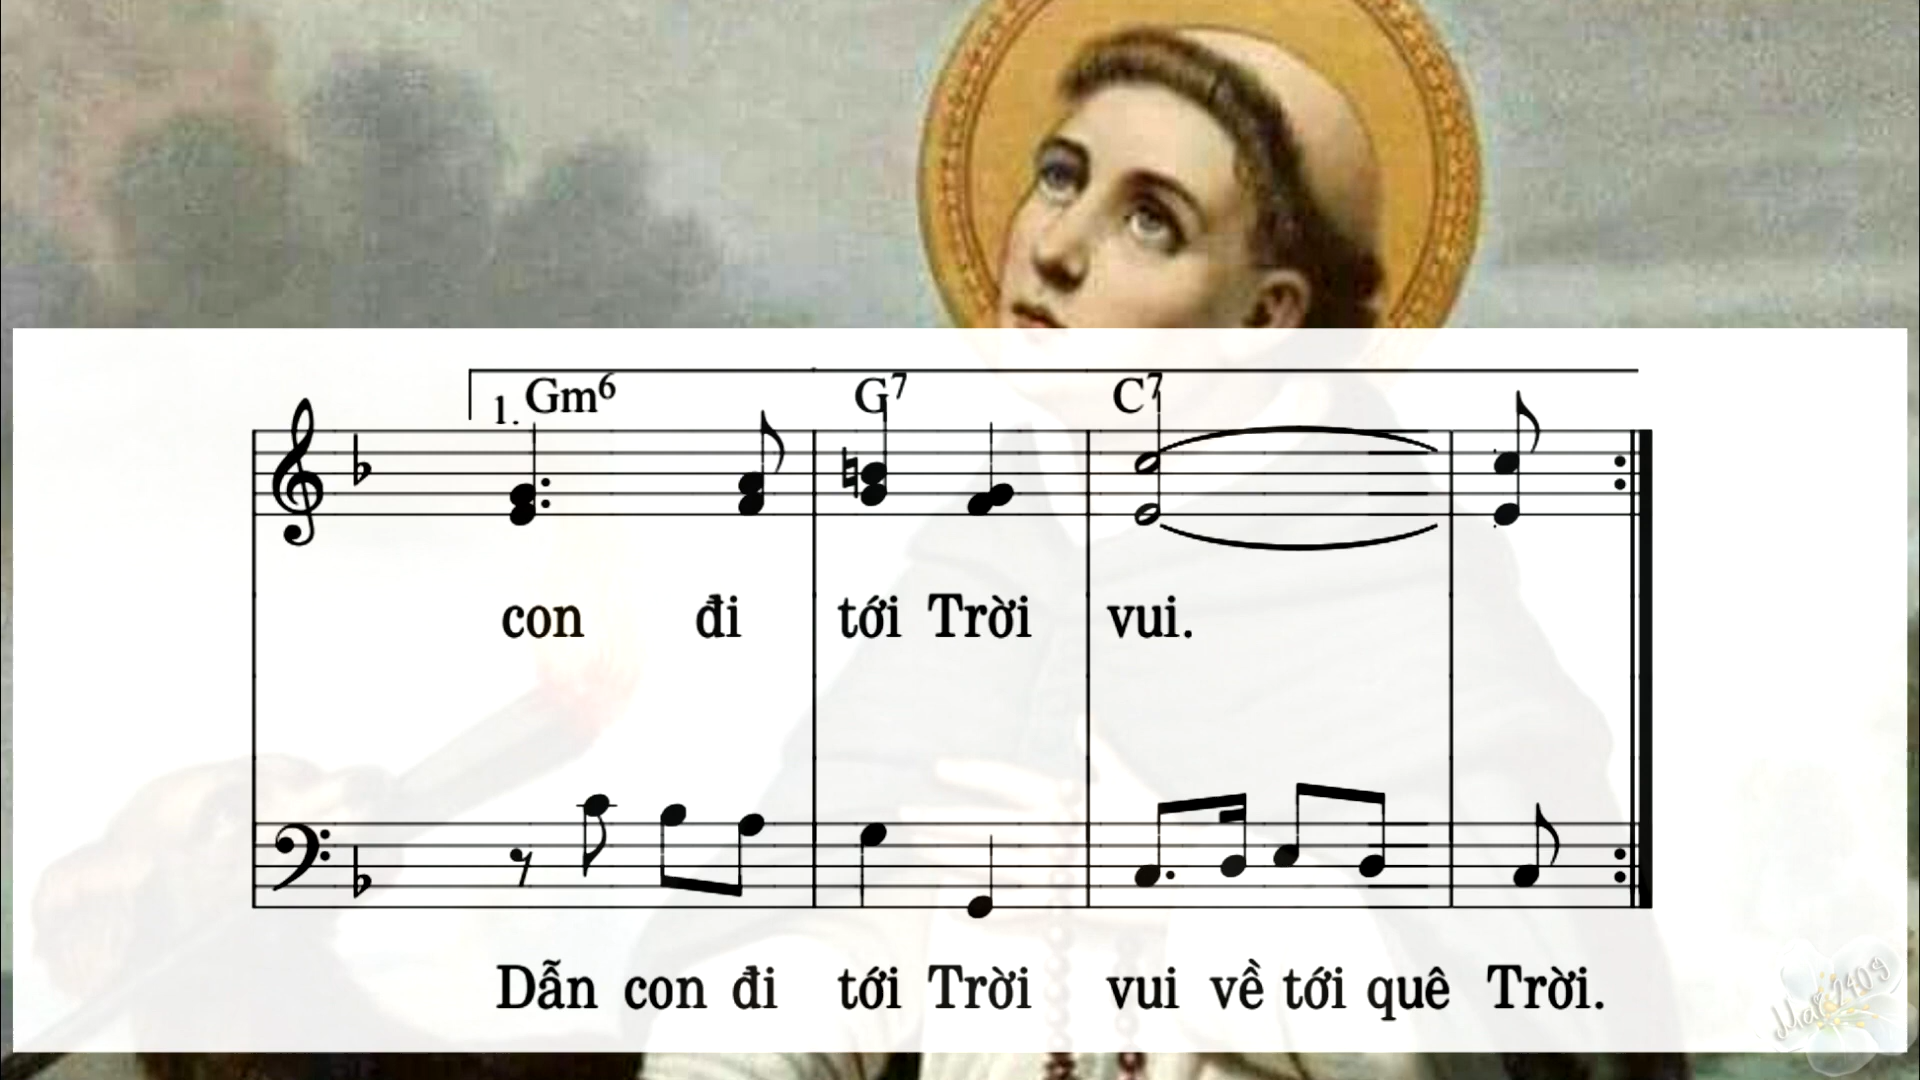 1. Gm6 G7 C7
con đi tới Trời vui.
Dẫn con đi tới Trời vui về tới quê Trời.